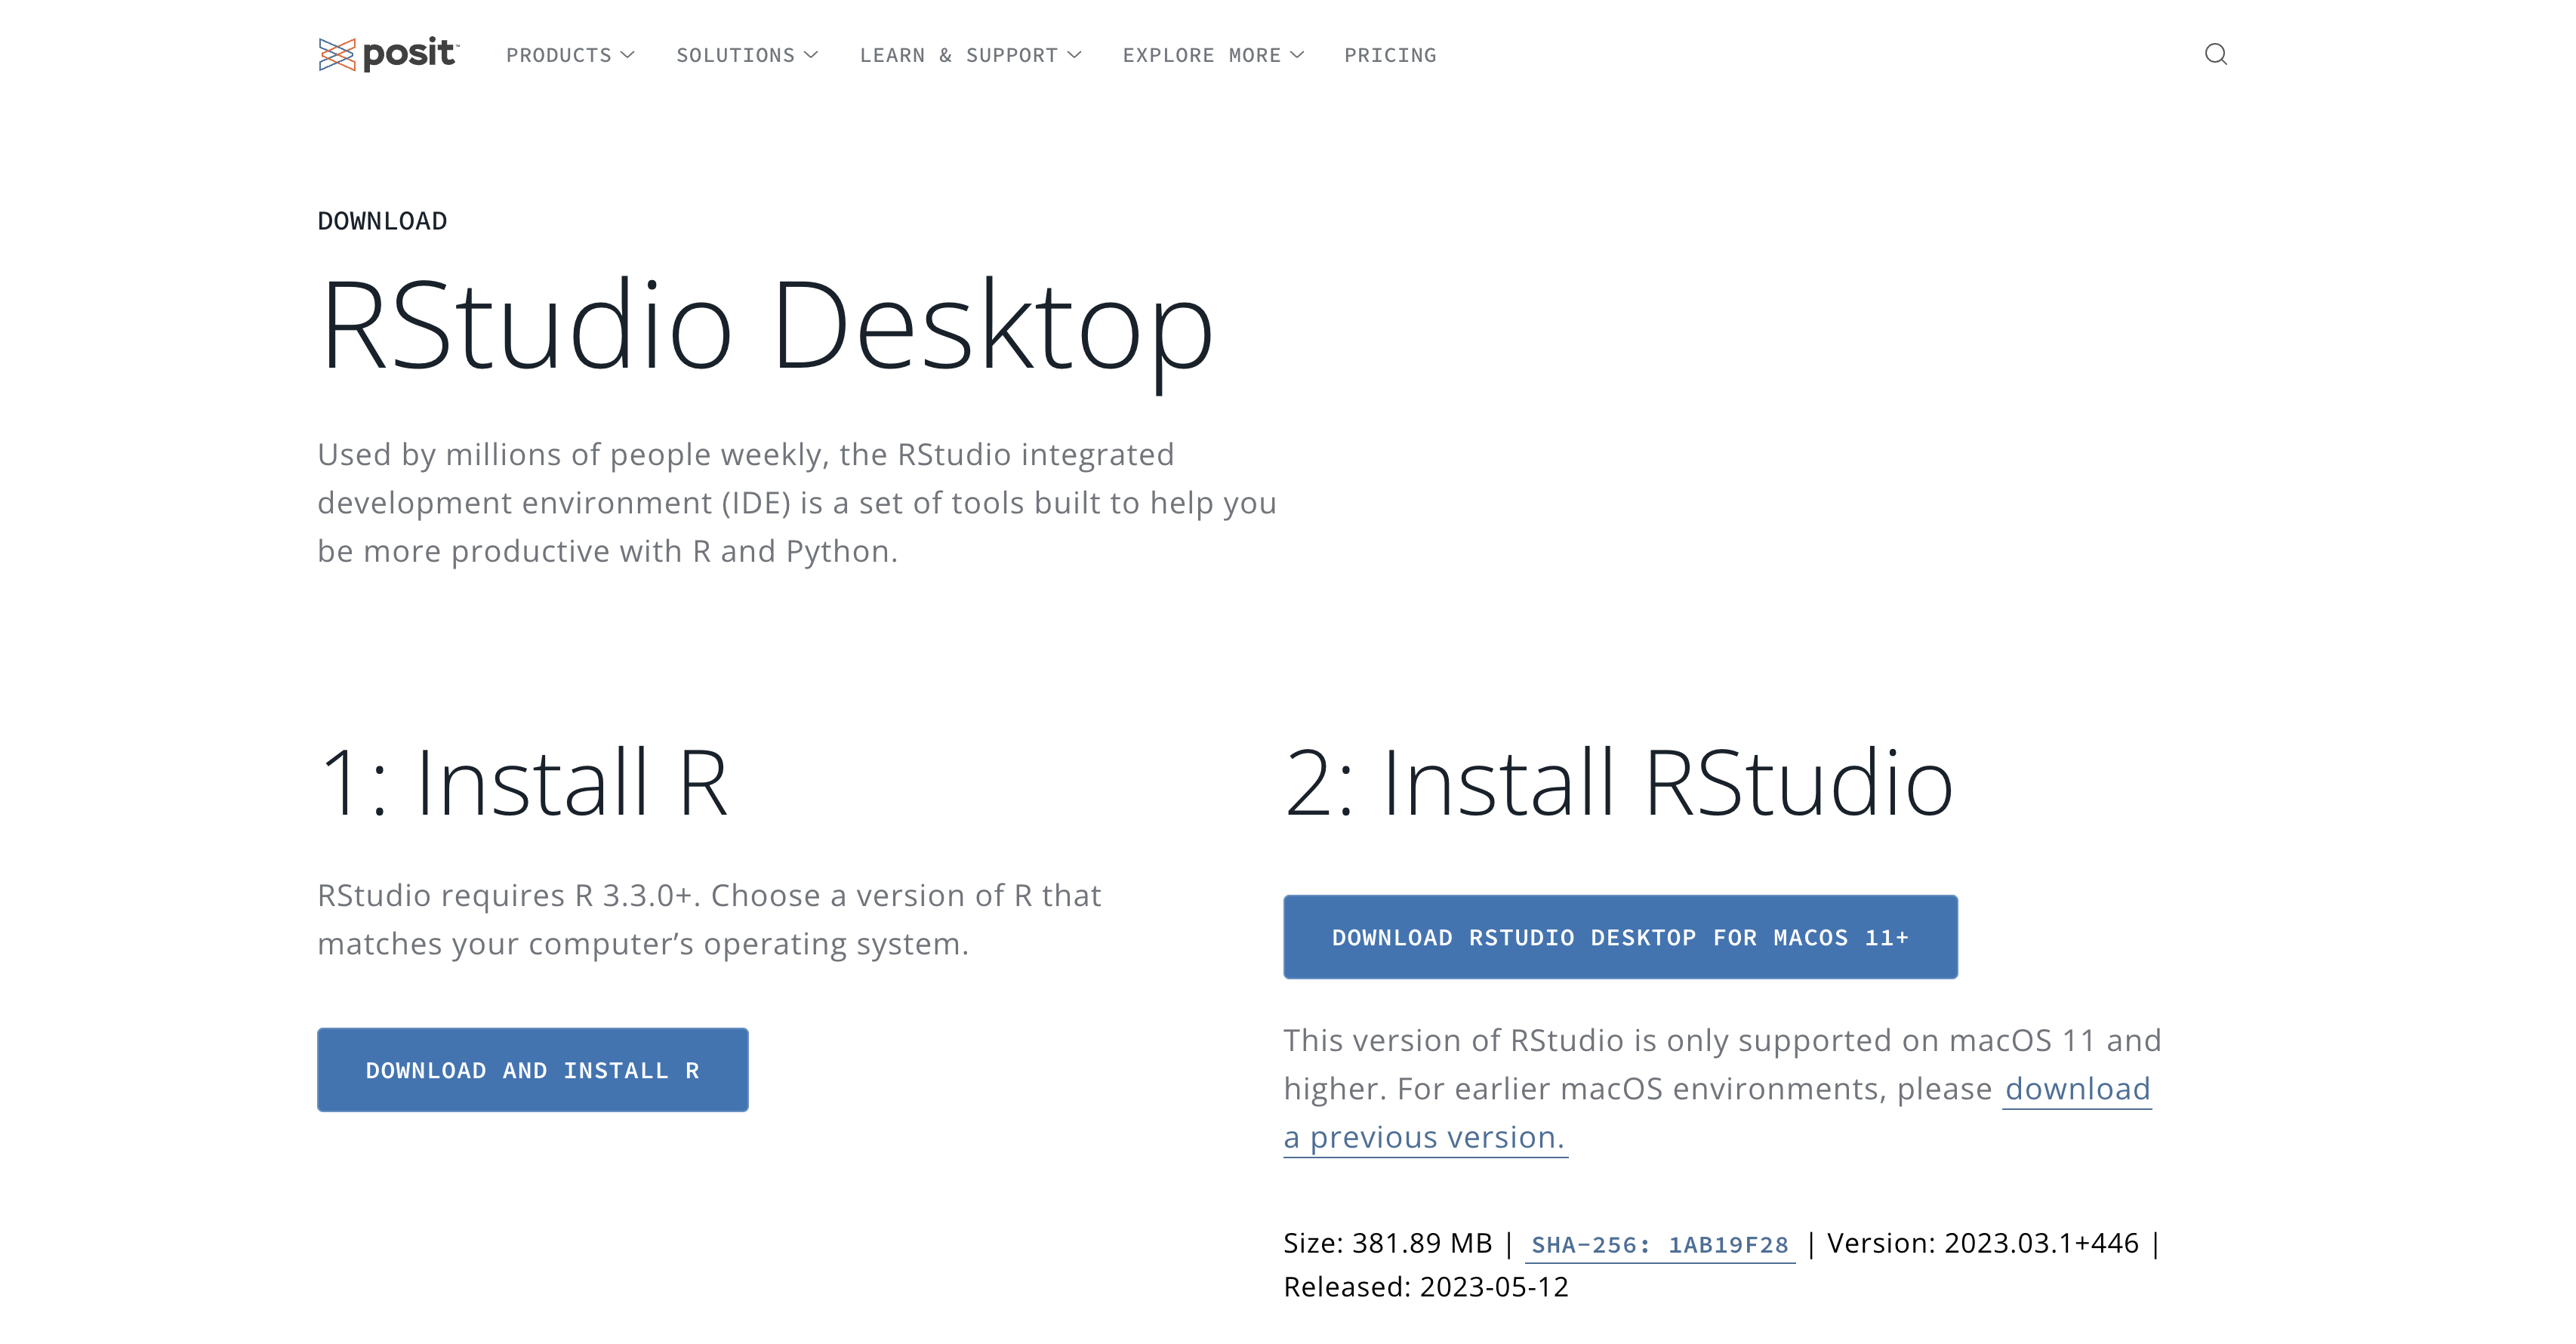 posit
PRODUCTS SOLUTIONS LEARN & SUPPORT EXPLORE MORE PRICING
DOWNLOAD
RStudio Desktop
Used by millions of people weekly, the RStudio integrated
development environment (IDE) is a set of tools built to help you
be more productive with R and Python.
1: Install R
RStudio requires R 3.3.0+. Choose a version of R that
matches your computer’s operating system.
DOWNLOAD AND INSTALL R
2: Install RStudio
DOWNLOAD RSTUDIO DESKTOP FOR MACOS 11+
This version of RStudio is only supported on macOS 11 and
higher. For earlier macOS environments, please download
a previous version.
Size: 381.89 MB | SHA-256: 1AB19F28 | Version: 2023.03.1+446 |
Released: 2023-05-12